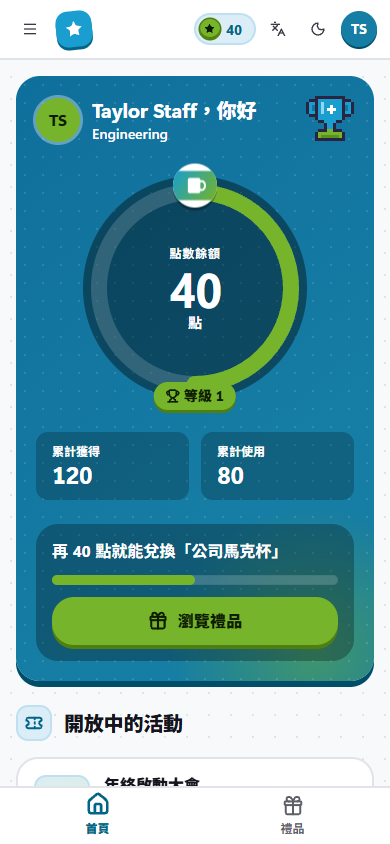 40
TS
TS
Taylor Staff，你好
Engineering
點數餘額
40
點
等級 1
累計獲得
120
累計使用
80
再 40 點就能兌換「公司馬克杯」
瀏覽禮品
開放中的活動
年終啟動大會
首頁
禮品